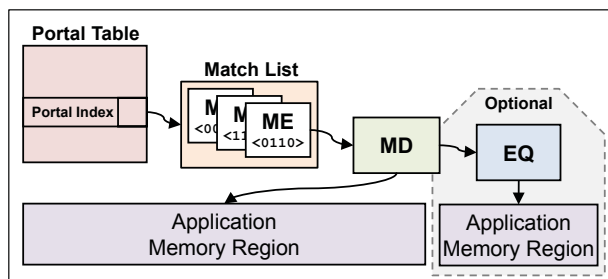 Portal Table
Portal Index
Match List
ME
<0110>
MD
Optional
EQ
Application
Memory Region
Application
Memory Region